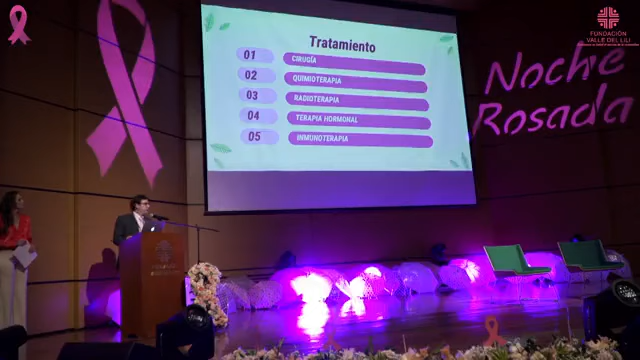 FUNDACIÓN
VALLE DEL LILI
Tratamiento
01 CIRUGÍA
02 QUIMIOTERAPIA
03 RADIOTERAPIA
04 TERAPIA HORMONAL
05 INMUNOTERAPIA
Noche
Rosada